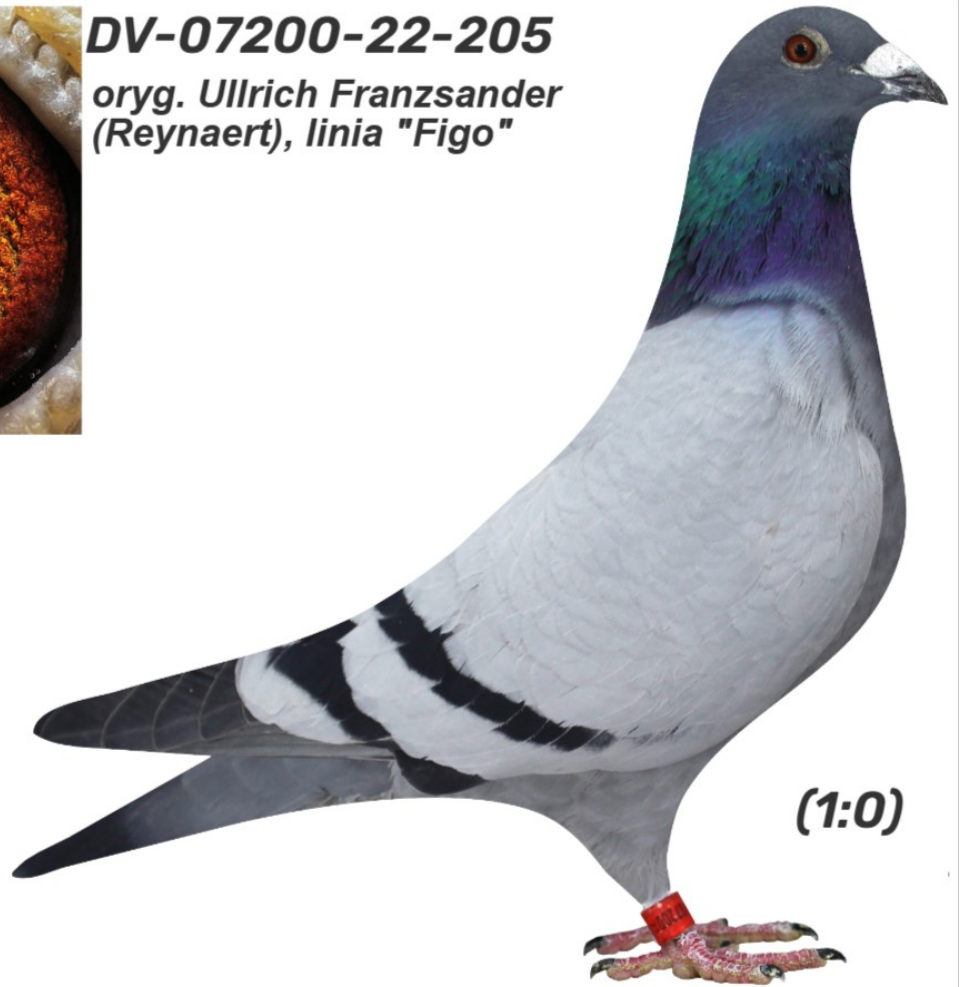 DV-07200-22-205
oryg. Ullrich Franzsander
(Reynaert), linia "Figo"
(1:0)